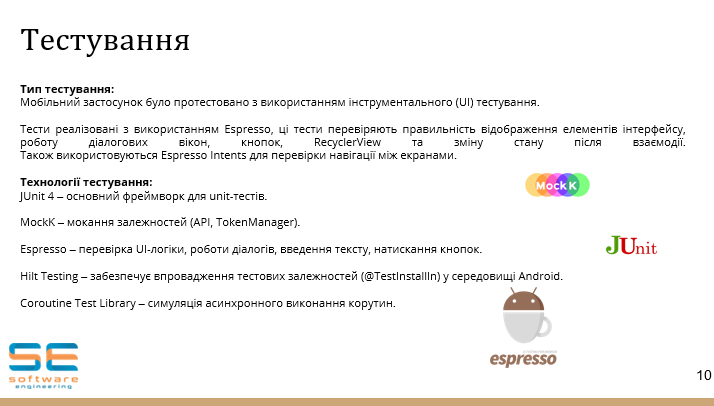 Тестування
Тип тестування:
Мобільний застосунок було протестовано з використанням інструментального (UI) тестування.
Тести реалізовані з використанням Espresso, ці тести перевіряють правильність відображення елементів інтерфейсу,
роботу діалогових вікон, кнопок, RecyclerView та зміну стану після взаємодії.
Також використовуються Espresso Intents для перевірки навігації між екранами.
Технології тестування:
JUnit 4 – основний фреймворк для unit-тестів.
MockK – мокання залежностей (API, TokenManager).
Espresso – перевірка UI-логіки, роботи діалогів, введення тексту, натискання кнопок.
Hilt Testing – забезпечує впровадження тестових залежностей (@TestInstallIn) у середовищі Android.
Coroutine Test Library – симуляція асинхронного виконання корутин.
MockK
JUnit
espresso
SE
software
engineering
10